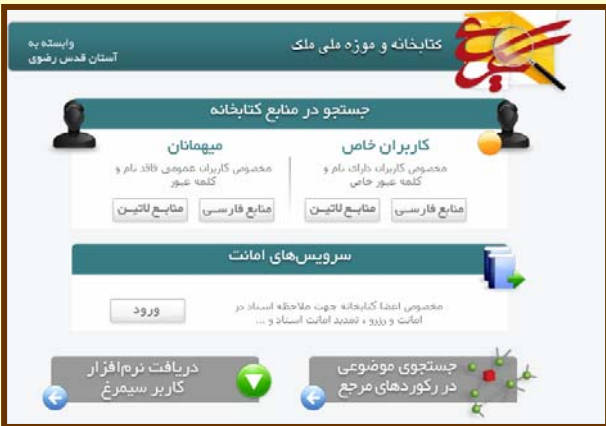 سیمرغ
کتابخانه و موزه ملی ملک
وابسته به
آستان قدس رضوی
جستجو در منابع کتابخانه
کاربران خاص
مخصوص کاربران دارای نام و
کلمه عبور خاص
منابع فارسی
منابع لاتین
میهمانان
مخصوص کاربران عمومی فاقد نام و
کلمه عبور
منابع فارسی
منابع لاتین
سرویس‌های امانت
مخصوص اعضا کتابخانه جهت ملاحظه اسناد در
امانت و رزرو ، تمدید امانت اسناد و ...
ورود
جستجوی موضوعی
در رکوردهای مرجع
دریافت نرم‌افزار
کاربر سیمرغ